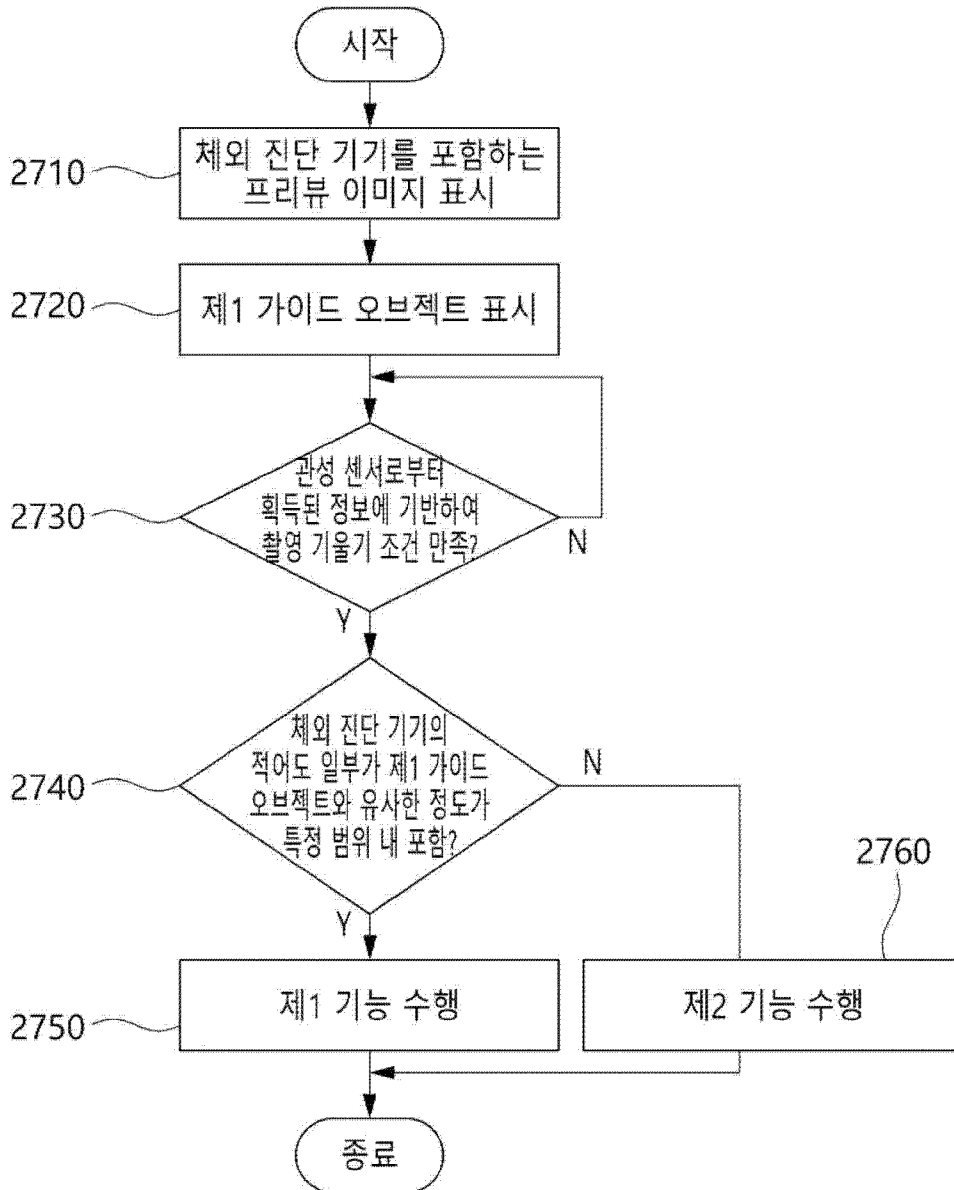 시작
2710
체외 진단 기기를 포함하는
프리뷰 이미지 표시
2720
제1 가이드 오브젝트 표시
2730
관성 센서로부터
획득된 정보에 기반하여
촬영 기울기 조건 만족?
N
Y
2740
체외 진단 기기의
적어도 일부가 제1 가이드
오브젝트와 유사한 정도가
특정 범위 내 포함?
N
Y
2760
2750
제1 기능 수행
제2 기능 수행
종료